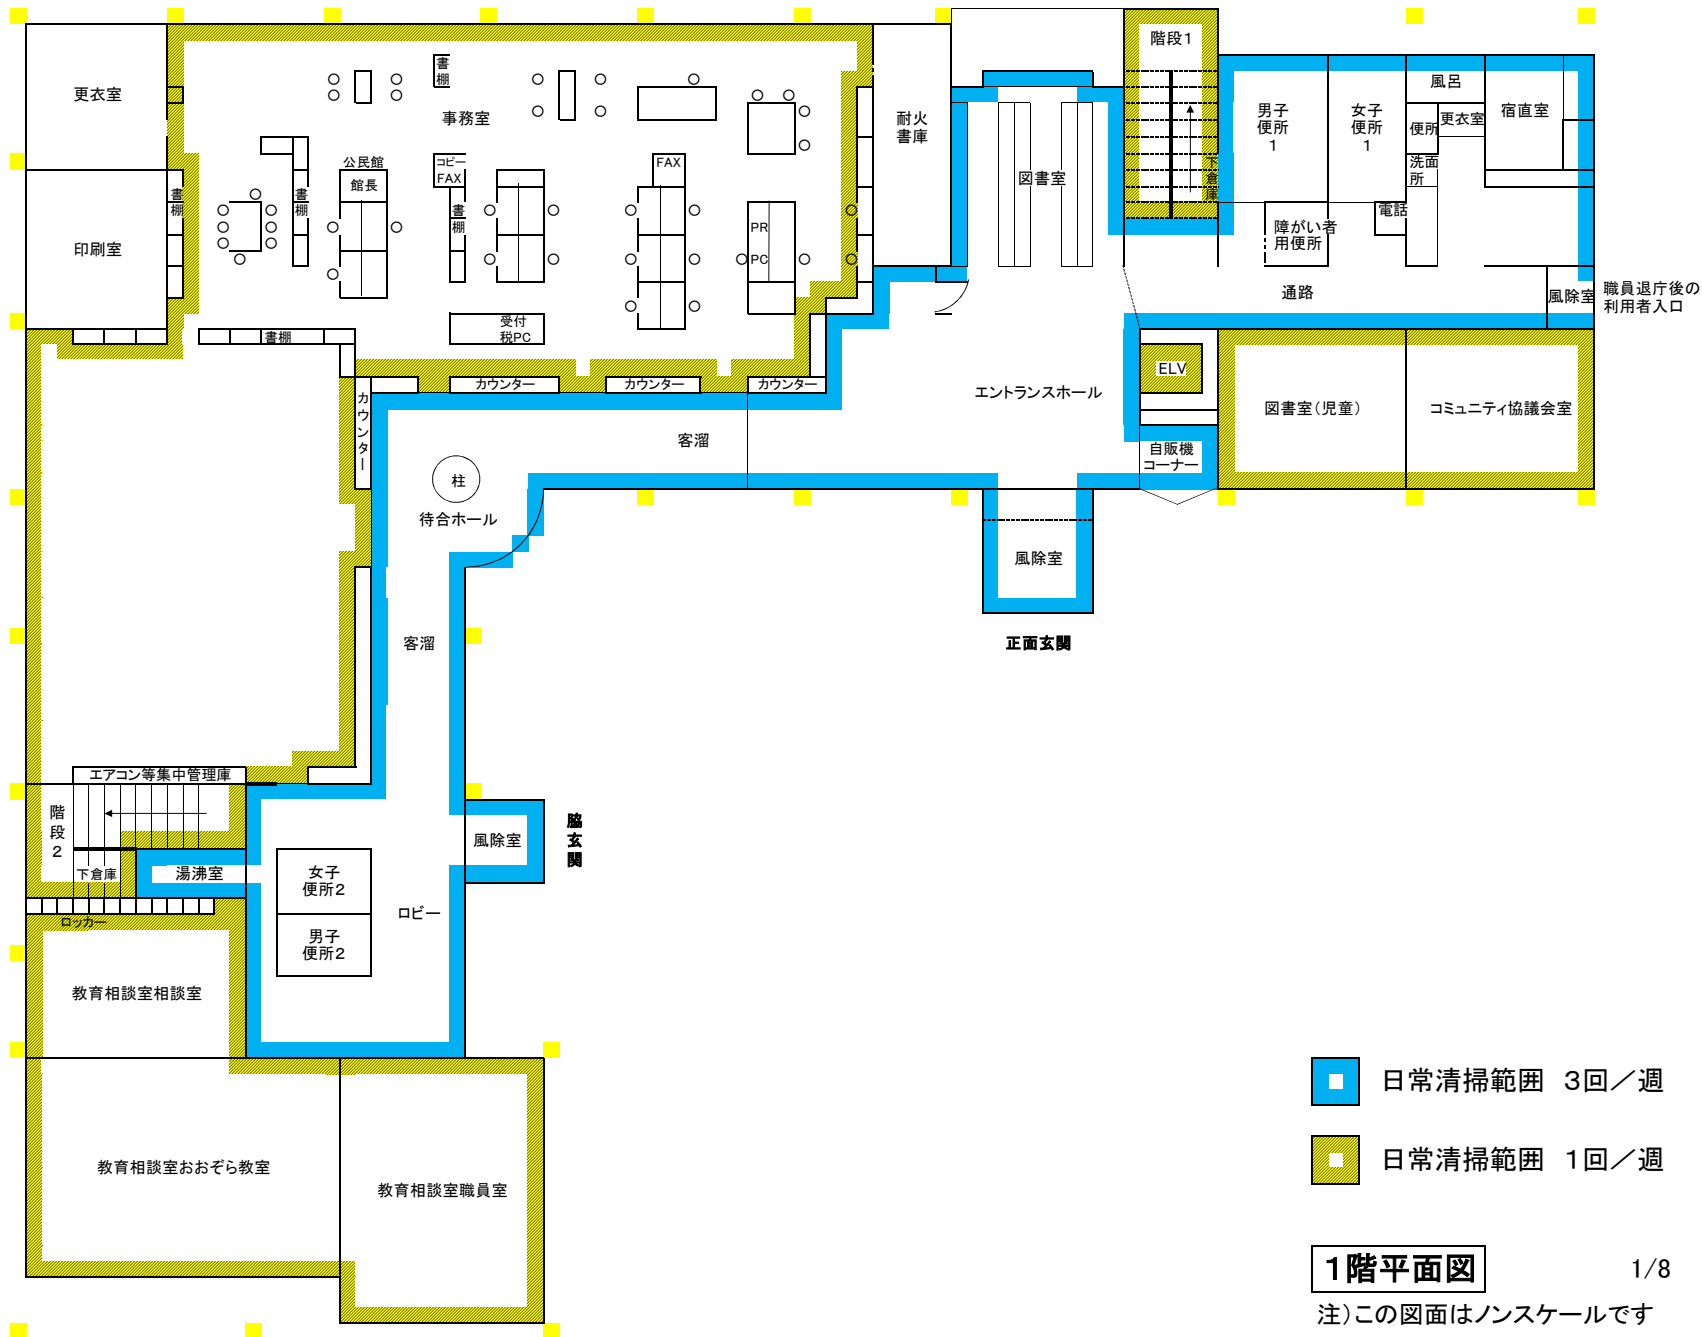 階段1
書
棚
更衣室
事務室
耐火
書庫
男子
便所
1
女子
便所
1
風呂
便所
更衣室
宿直室
洗面
所
公民館
館長
コピー
FAX
FAX
図書室
下
倉
庫
書
棚
書
棚
書
棚
電話
障がい者
用便所
印刷室
PR
PC
通路
風除室
職員退庁後の
利用者入口
受付
税PC
書棚
カウンター
カウンター
カウンター
カウンター
ELV
エントランスホール
図書室(児童)
コミュニティ協議会室
客溜
自販機
コーナー
柱
待合ホール
風除室
客溜
正面玄関
エアコン等集中管理庫
階
段
2
下倉庫
湯沸室
風除室
脇
玄
関
女子
便所2
ロビー
男子
便所2
ロッカー
教育相談室相談室
教育相談室おおぞら教室
教育相談室職員室
日常清掃範囲 3回／週
日常清掃範囲 1回／週
1階平面図
1/8
注)この図面はノンスケールです